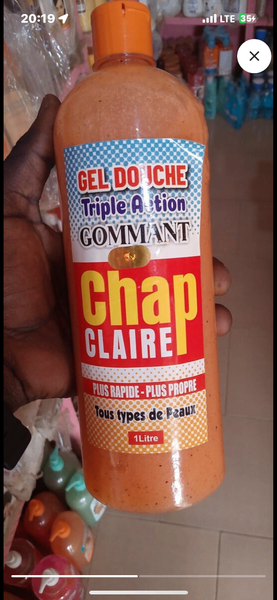 20:19
LTE 35
GEL DOUCHE
Triple Action
GOMMANT
Chap
CLAIRE
PLUS RAPIDE - PLUS PROPRE
Tous types de Peaux
1Litre